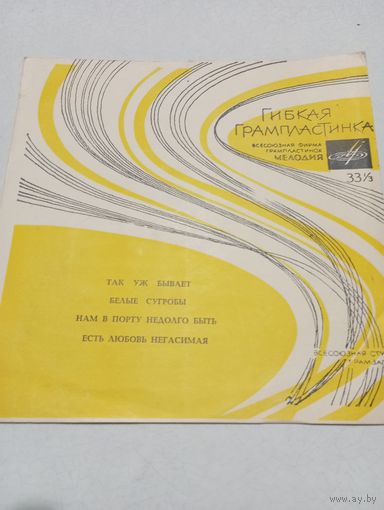 ГИБКАЯ
ГРАМПЛАСТИНКА
ВСЕСОЮЗНАЯ ФИРМА
ГРАМПЛАСТИНОК
МЕЛОДИЯ
33⅓
ТАК УЖ БЫВАЕТ
БЕЛЫЕ СУГРОБЫ
НАМ В ПОРТУ НЕДОЛГО БЫТЬ
ЕСТЬ ЛЮБОВЬ НЕГАСИМАЯ
ВСЕСОЮЗНАЯ
www.ay.by